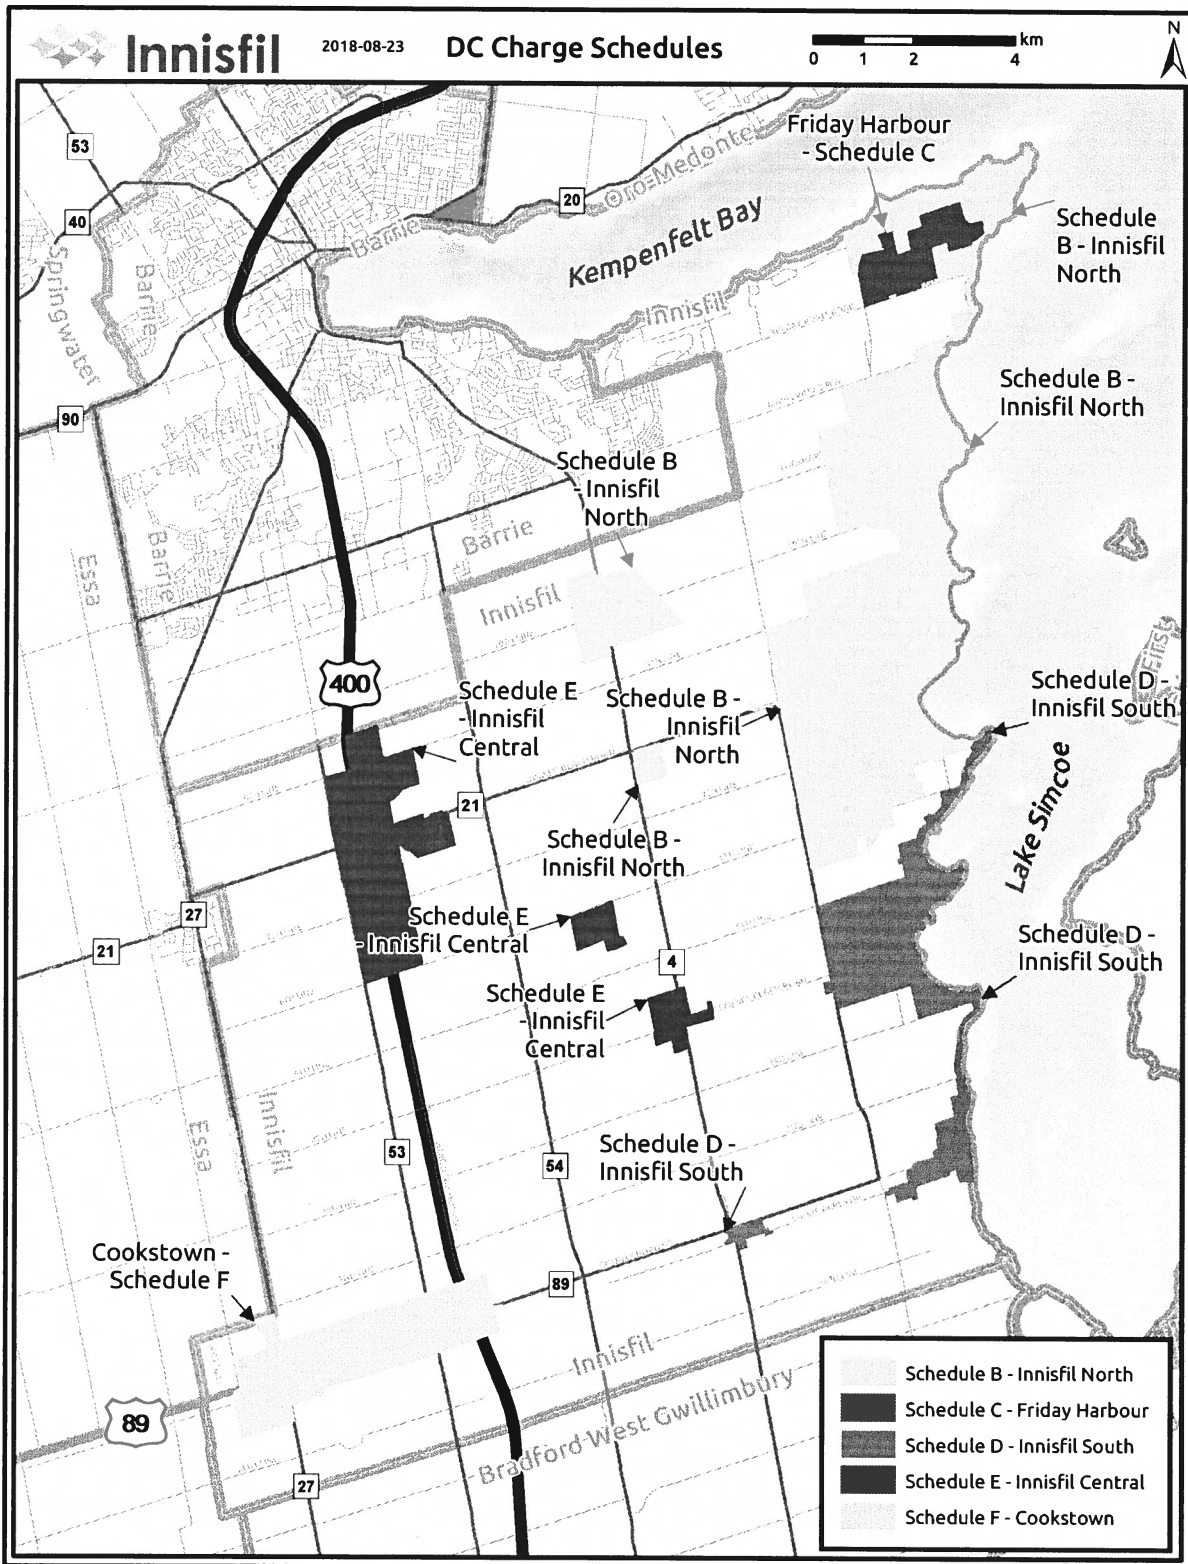 Innisfil
2018-08-23
DC Charge Schedules
km
0 1 2 4
N
53
40
20
Oro-Medonte
Barrie
Kempenfelt Bay
Innisfil
Friday Harbour
- Schedule C
Schedule
B - Innisfil
North
Springwater
Barrie
90
Schedule B -
Innisfil North
Schedule B
- Innisfil
North
Barrie
Innisfil
Essa
Barrie
400
Schedule E
- Innisfil
Central
Schedule B -
Innisfil
North
First
Schedule D -
Innisfil South
Lake Simcoe
21
Schedule B -
Innisfil North
27
21
Schedule E
- Innisfil Central
4
Schedule D -
Innisfil South
Schedule E
- Innisfil
Central
Essa
Innisfil
53
54
Schedule D -
Innisfil South
Cookstown -
Schedule F
89
89
27
Innisfil
Bradford West Gwillimbury
Schedule B - Innisfil North
Schedule C - Friday Harbour
Schedule D - Innisfil South
Schedule E - Innisfil Central
Schedule F - Cookstown